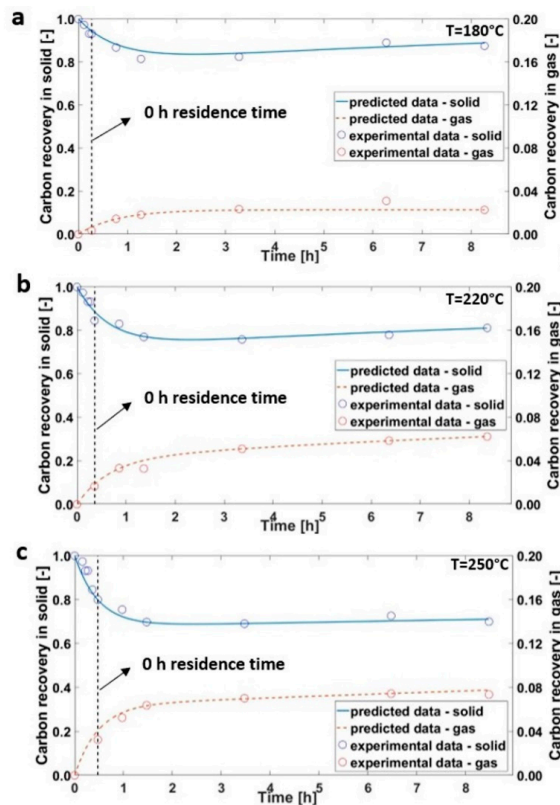 a
T=180°C
Carbon recovery in solid [-]
Carbon recovery in gas [-]
1.0
0.8
0.6
0.4
0.2
0.0
0.20
0.16
0.12
0.08
0.04
0.00
0 h residence time
predicted data - solid
predicted data - gas
experimental data - solid
experimental data - gas
0 1 2 3 4 5 6 7 8
Time [h]
b
T=220°C
Carbon recovery in solid [-]
Carbon recovery in gas [-]
1.0
0.8
0.6
0.4
0.2
0.0
0.20
0.16
0.12
0.08
0.04
0.00
0 h residence time
predicted data - solid
predicted data - gas
experimental data - solid
experimental data - gas
0 1 2 3 4 5 6 7 8
Time [h]
c
T=250°C
Carbon recovery in solid [-]
Carbon recovery in gas [-]
1.0
0.8
0.6
0.4
0.2
0.0
0.20
0.16
0.12
0.08
0.04
0.00
0 h residence time
predicted data - solid
predicted data - gas
experimental data - solid
experimental data - gas
0 1 2 3 4 5 6 7 8
Time [h]